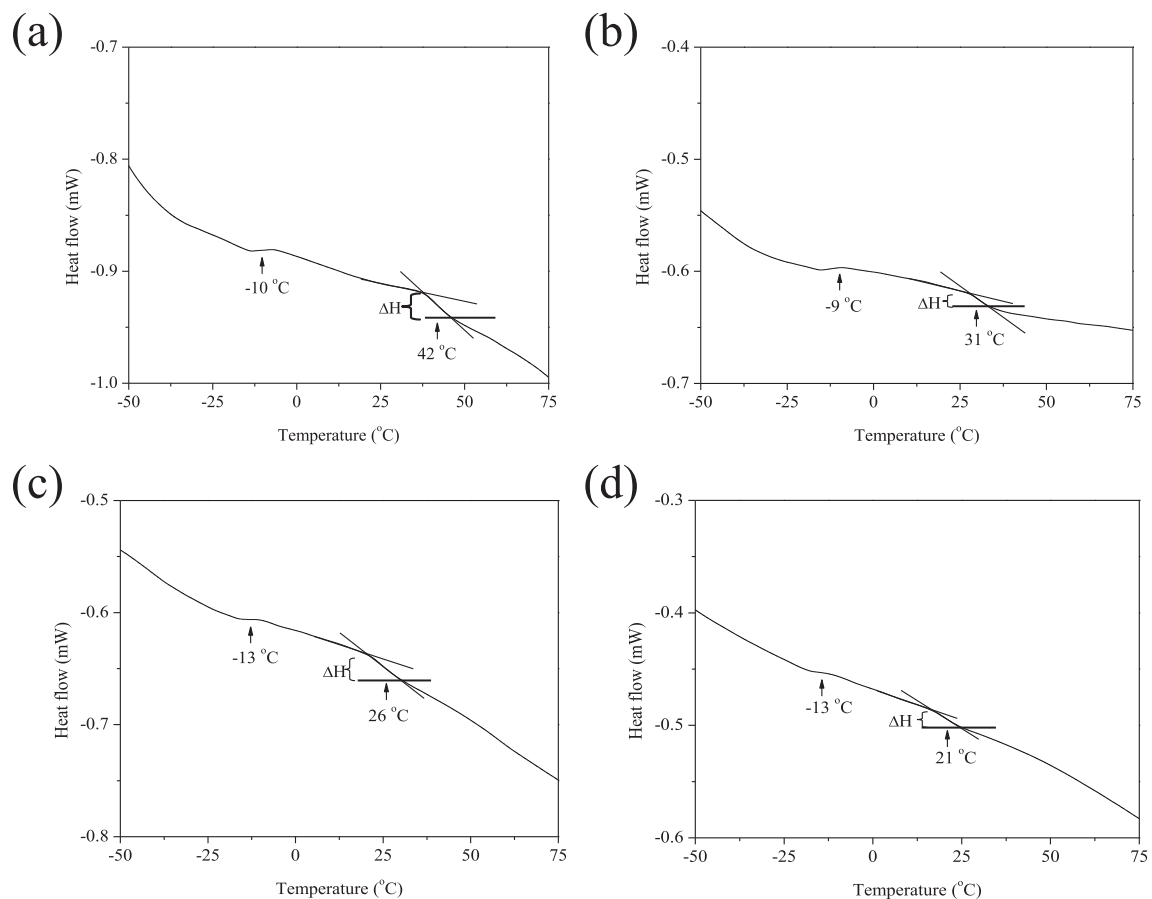 (a)
-0.7
-0.8
-0.9
-1.0
Heat flow (mW)
-10 °C
ΔH
42 °C
-50 -25 0 25 50 75
Temperature (°C)
(b)
-0.4
-0.5
-0.6
-0.7
Heat flow (mW)
-9 °C
ΔH
31 °C
-50 -25 0 25 50 75
Temperature (°C)
(c)
-0.5
-0.6
-0.7
-0.8
Heat flow (mW)
-13 °C
ΔH
26 °C
-50 -25 0 25 50 75
Temperature (°C)
(d)
-0.3
-0.4
-0.5
-0.6
Heat flow (mW)
-13 °C
ΔH
21 °C
-50 -25 0 25 50 75
Temperature (°C)